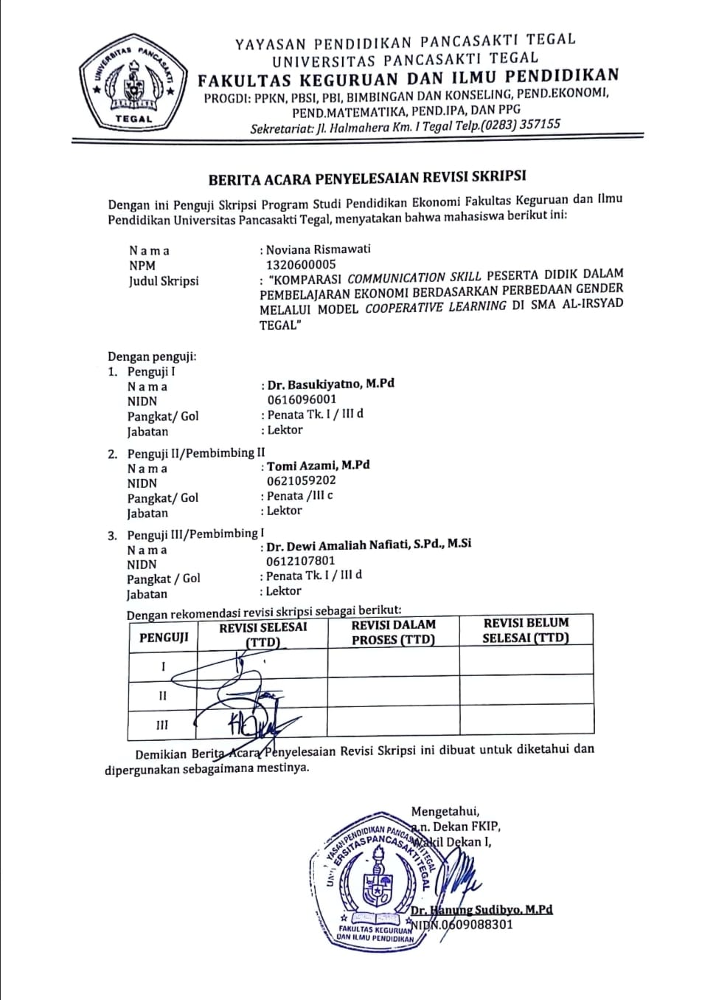 UNIVERSITAS PANCASAKTI
TEGAL
YAYASAN PENDIDIKAN PANCASAKTI TEGAL
UNIVERSITAS PANCASAKTI TEGAL
FAKULTAS KEGURUAN DAN ILMU PENDIDIKAN
PROGDI: PPKN, PBSI, PBI, BIMBINGAN DAN KONSELING, PEND.EKONOMI,
PEND.MATEMATIKA, PEND.IPA, DAN PPG
Sekretariat: Jl. Halmahera Km. I Tegal Telp.(0283) 357155
BERITA ACARA PENYELESAIAN REVISI SKRIPSI
Dengan ini Penguji Skripsi Program Studi Pendidikan Ekonomi Fakultas Keguruan dan Ilmu
Pendidikan Universitas Pancasakti Tegal, menyatakan bahwa mahasiswa berikut ini:
N a m a : Noviana Rismawati
NPM 1320600005
Judul Skripsi : "KOMPARASI COMMUNICATION SKILL PESERTA DIDIK DALAM
PEMBELAJARAN EKONOMI BERDASARKAN PERBEDAAN GENDER
MELALUI MODEL COOPERATIVE LEARNING DI SMA AL-IRSYAD
TEGAL"
Dengan penguji:
1. Penguji I
N a m a : Dr. Basukiyatno, M.Pd
NIDN 0616096001
Pangkat/ Gol : Penata Tk. I / III d
Jabatan : Lektor
2. Penguji II/Pembimbing II
N a m a : Tomi Azami, M.Pd
NIDN 0621059202
Pangkat/ Gol : Penata /III c
Jabatan : Lektor
3. Penguji III/Pembimbing I
N a m a : Dr. Dewi Amaliah Nafiati, S.Pd., M.Si
NIDN 0612107801
Pangkat / Gol : Penata Tk. I / III d
Jabatan : Lektor
Dengan rekomendasi revisi skripsi sebagai berikut:
PENGUJI REVISI SELESAI (TTD) REVISI DALAM PROSES (TTD) REVISI BELUM SELESAI (TTD)
I
II
III
Demikian Berita Acara Penyelesaian Revisi Skripsi ini dibuat untuk diketahui dan
dipergunakan sebagaimana mestinya.
Mengetahui,
a.n. Dekan FKIP,
Wakil Dekan I,
YASAN PENDIDIKAN PANCASAKTI TEGAL
ERSITAS PANCASAKTI TEGAL
FAKULTAS KEGURUAN
DAN ILMU PENDIDIKAN
Dr. Hanung Sudibyo, M.Pd
NIDN.0609088301